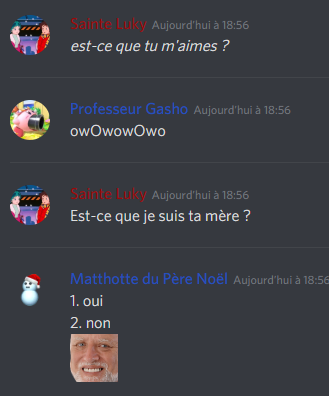 Sainte Luky Aujourd'hui à 18:56
est-ce que tu m'aimes ?
Professeur Gasho Aujourd'hui à 18:56
owOwowOwo
Sainte Luky Aujourd'hui à 18:56
Est-ce que je suis ta mère ?
Matthotte du Père Noël Aujourd'hui à 18:56
1. oui
2. non